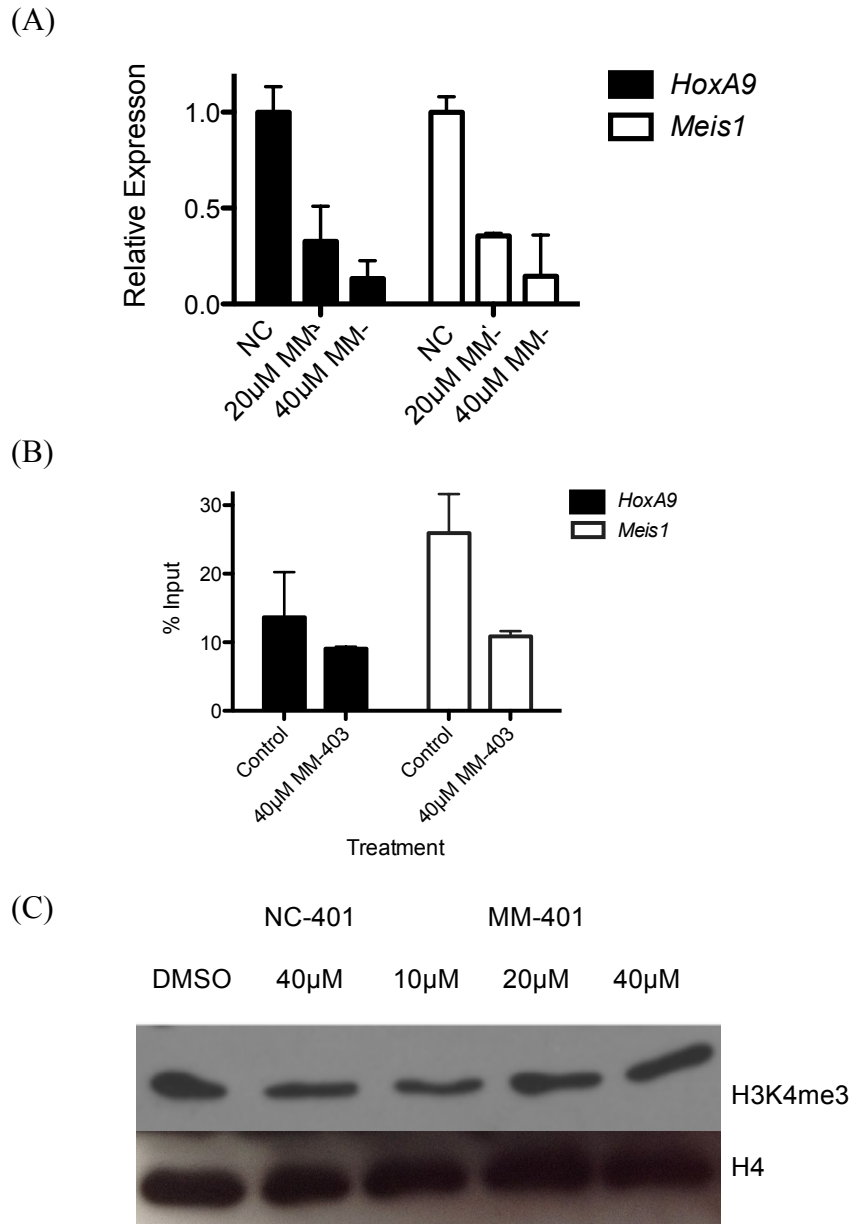 (A)
HoxA9
Meis1
Relative Expresson
1.0
0.5
0.0
NC
20µM MM-
40µM MM-
NC
20µM MM-
40µM MM-
(B)
HoxA9
Meis1
% Input
30
20
10
0
Control
40µM MM-403
Control
40µM MM-403
Treatment
(C)
NC-401 MM-401
DMSO 40µM 10µM 20µM 40µM
H3K4me3
H4